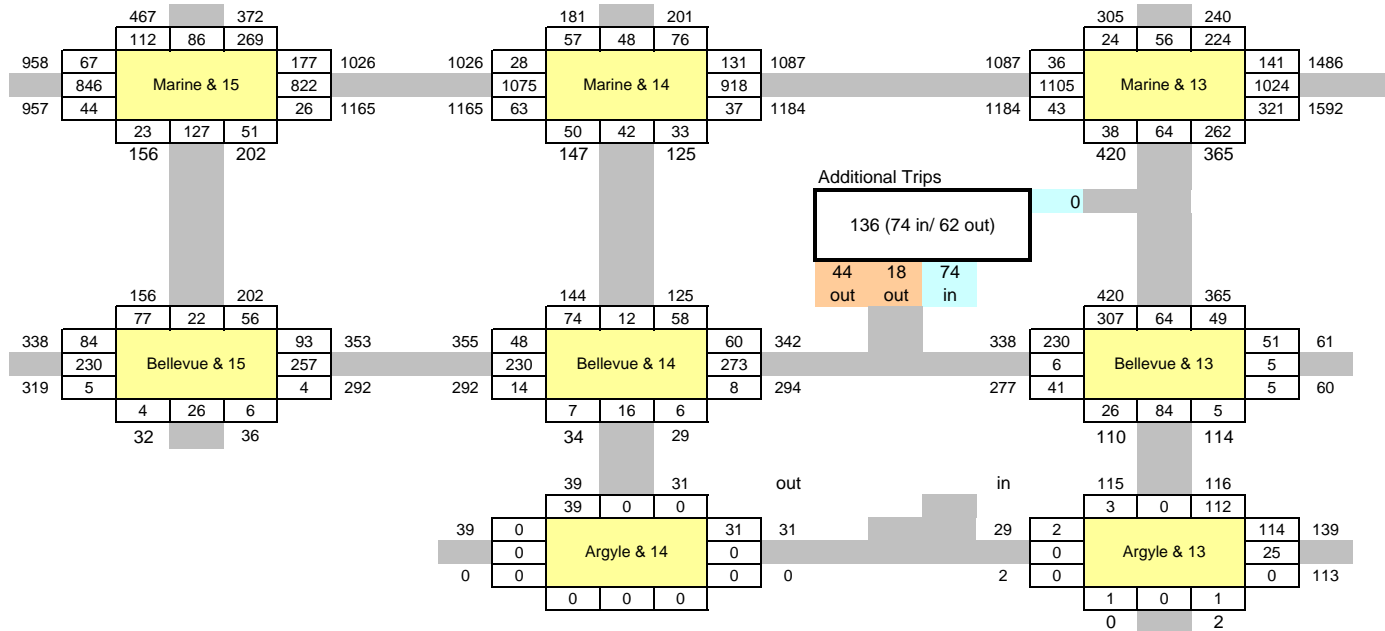 467 372 181 201 305 240
112 86 269 57 48 76 24 56 224
958 67 177 1026 1026 28 131 1087 1087 36 141 1486
846 Marine & 15 822 1075 Marine & 14 918 1105 Marine & 13 1024
957 44 26 1165 1165 63 37 1184 1184 43 321 1592
23 127 51 50 42 33 38 64 262
156 202 147 125 420 365
Additional Trips
0
136 (74 in/ 62 out)
44 18 74
out out in
156 202 144 125 420 365
77 22 56 74 12 58 307 64 49
338 84 93 353 355 48 60 342 338 230 51 61
230 Bellevue & 15 257 230 Bellevue & 14 273 6 Bellevue & 13 5
319 5 4 292 292 14 8 294 277 41 5 60
4 26 6 7 16 6 26 84 5
32 36 34 29 110 114
39 31 out in 115 116
39 0 0 3 0 112
39 0 31 31 29 2 114 139
0 Argyle & 14 0 0 Argyle & 13 25
0 0 0 0 2 0 0 113
0 0 0 1 0 1
0 2